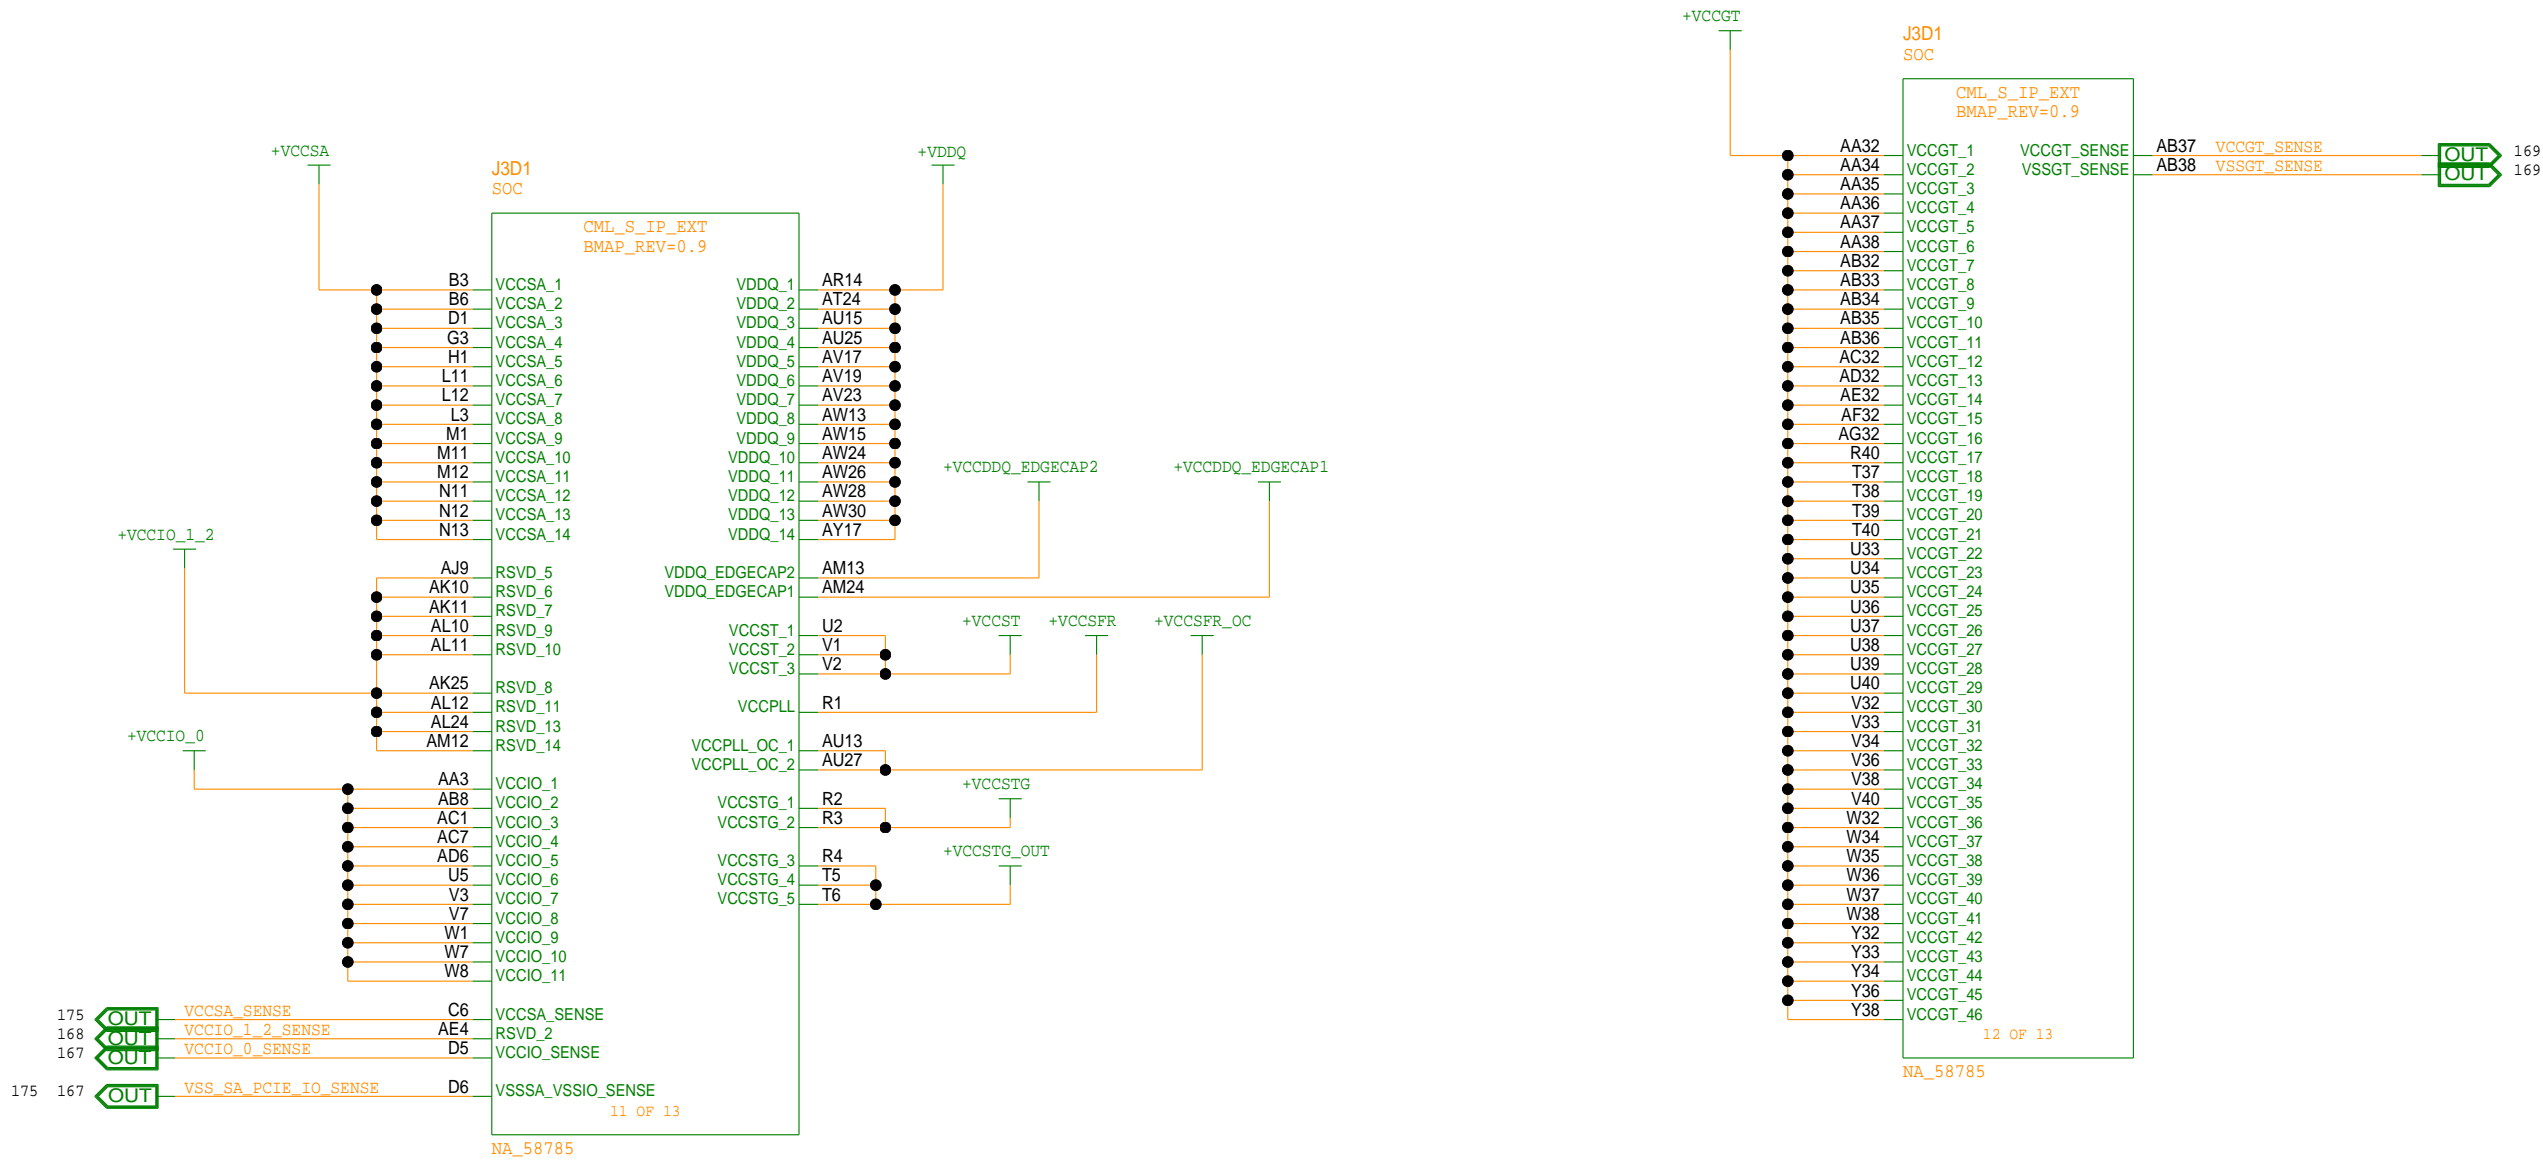 +VCCSA
J3D1
SOC
CML_S_IP_EXT
BMAP_REV=0.9
+VDDQ
B3 VCCSA_1 VDDQ_1 AR14
B6 VCCSA_2 VDDQ_2 AT24
D1 VCCSA_3 VDDQ_3 AU15
G3 VCCSA_4 VDDQ_4 AU25
H1 VCCSA_5 VDDQ_5 AV17
L11 VCCSA_6 VDDQ_6 AV19
L12 VCCSA_7 VDDQ_7 AV23
L3 VCCSA_8 VDDQ_8 AW13
M1 VCCSA_9 VDDQ_9 AW15
M11 VCCSA_10 VDDQ_10 AW24
M12 VCCSA_11 VDDQ_11 AW26
N11 VCCSA_12 VDDQ_12 AW28
N12 VCCSA_13 VDDQ_13 AW30
N13 VCCSA_14 VDDQ_14 AY17
+VCCDDQ_EDGECAP2 +VCCDDQ_EDGECAP1
+VCCIO_1_2
AJ9 RSVD_5 VDDQ_EDGECAP2 AM13
AK10 RSVD_6 VDDQ_EDGECAP1 AM24
AK11 RSVD_7
AL10 RSVD_9 VCCST_1 U2
AL11 RSVD_10 VCCST_2 V1
VCCST_3 V2
+VCCST +VCCSFR +VCCSFR_OC
AK25 RSVD_8
AL12 RSVD_11 VCCPLL R1
AL24 RSVD_13
AM12 RSVD_14 VCCPLL_OC_1 AU13
VCCPLL_OC_2 AU27
+VCCIO_0
+VCCSTG
AA3 VCCIO_1
AB8 VCCIO_2 VCCSTG_1 R2
AC1 VCCIO_3 VCCSTG_2 R3
AC7 VCCIO_4
+VCCSTG_OUT
AD6 VCCIO_5 VCCSTG_3 R4
U5 VCCIO_6 VCCSTG_4 T5
V3 VCCIO_7 VCCSTG_5 T6
V7 VCCIO_8
W1 VCCIO_9
W7 VCCIO_10
W8 VCCIO_11
175 OUT VCCSA_SENSE C6 VCCSA_SENSE
168 OUT VCCIO_1_2_SENSE AE4 RSVD_2
167 OUT VCCIO_0_SENSE D5 VCCIO_SENSE
175 167 OUT VSS_SA_PCIE_IO_SENSE D6 VSSSA_VSSIO_SENSE
11 OF 13
NA_58785
+VCCGT
J3D1
SOC
CML_S_IP_EXT
BMAP_REV=0.9
AA32 VCCGT_1 VCCGT_SENSE AB37 VCCGT_SENSE OUT 169
AA34 VCCGT_2 VSSGT_SENSE AB38 VSSGT_SENSE OUT 169
AA35 VCCGT_3
AA36 VCCGT_4
AA37 VCCGT_5
AA38 VCCGT_6
AB32 VCCGT_7
AB33 VCCGT_8
AB34 VCCGT_9
AB35 VCCGT_10
AB36 VCCGT_11
AC32 VCCGT_12
AD32 VCCGT_13
AE32 VCCGT_14
AF32 VCCGT_15
AG32 VCCGT_16
R40 VCCGT_17
T37 VCCGT_18
T38 VCCGT_19
T39 VCCGT_20
T40 VCCGT_21
U33 VCCGT_22
U34 VCCGT_23
U35 VCCGT_24
U36 VCCGT_25
U37 VCCGT_26
U38 VCCGT_27
U39 VCCGT_28
U40 VCCGT_29
V32 VCCGT_30
V33 VCCGT_31
V34 VCCGT_32
V36 VCCGT_33
V38 VCCGT_34
V40 VCCGT_35
W32 VCCGT_36
W34 VCCGT_37
W35 VCCGT_38
W36 VCCGT_39
W37 VCCGT_40
W38 VCCGT_41
Y32 VCCGT_42
Y33 VCCGT_43
Y34 VCCGT_44
Y36 VCCGT_45
Y38 VCCGT_46
12 OF 13
NA_58785